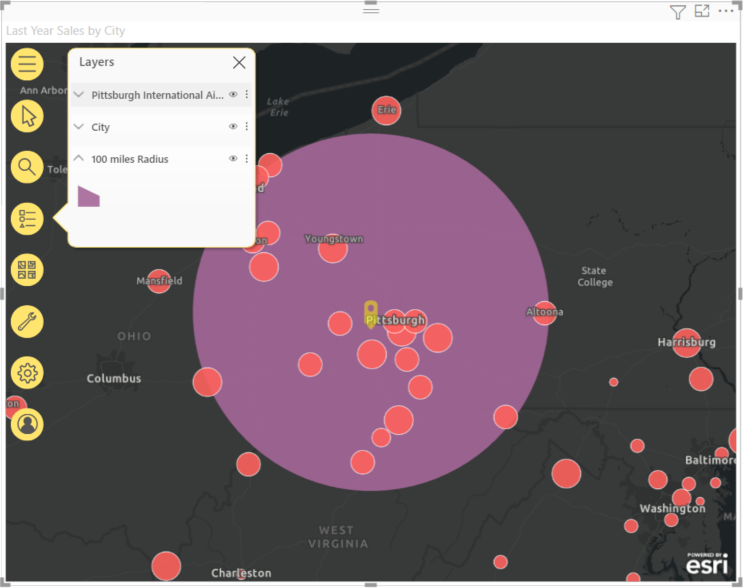 Last Year Sales by City
Layers
Pittsburgh International Ai...
City
100 miles Radius
Ann Arbor
Lake
Erie
Erie
Youngstown
Mansfield
State
College
Pittsburgh
Altoona
OHIO
Harrisburg
Columbus
Baltimore
Washington
WEST
VIRGINIA
Charleston
POWERED BY
esri